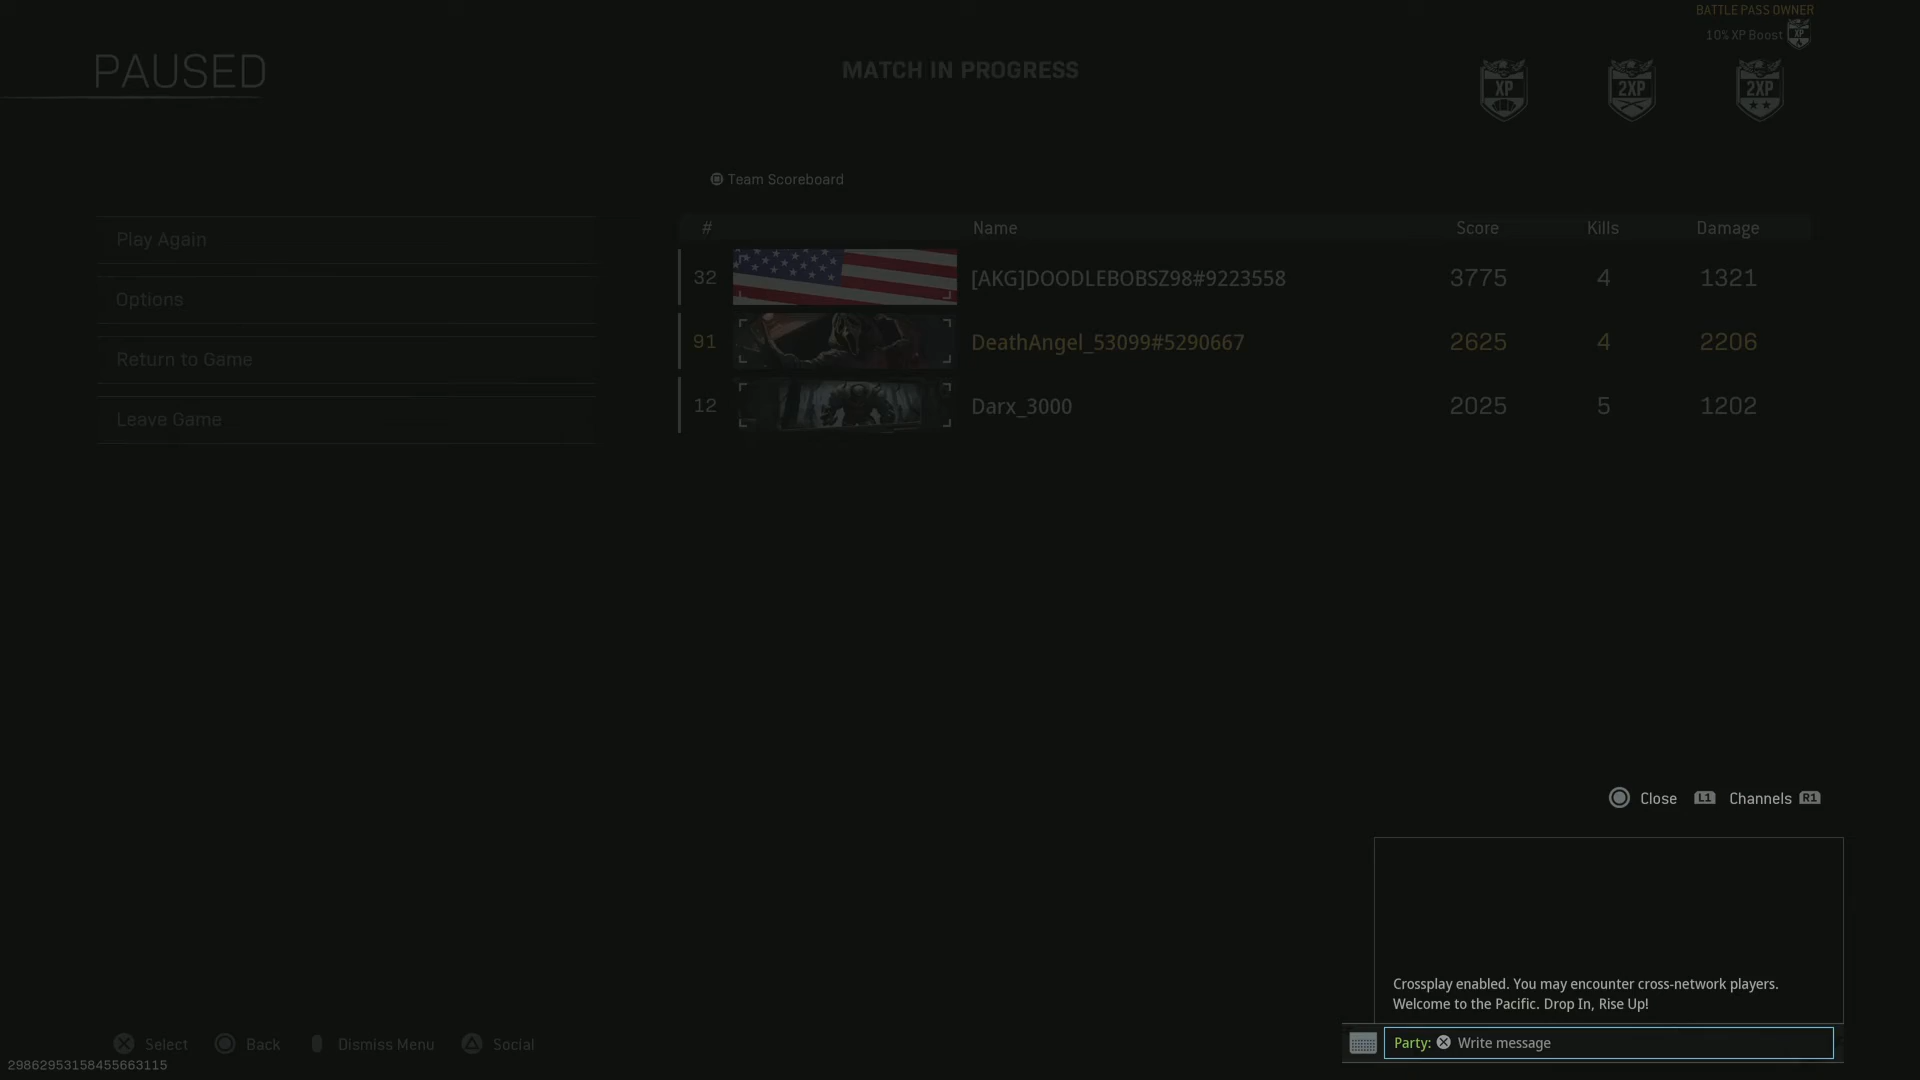 BATTLE PASS OWNER
10% XP Boost
PAUSED
MATCH IN PROGRESS
XP
2XP
2XP
Team Scoreboard
Play Again
Options
Return to Game
Leave Game
# Name Score Kills Damage
32 [AKG]DOODLEBOBSZ98#9223558 3775 4 1321
91 DeathAngel_53099#5290667 2625 4 2206
12 Darx_3000 2025 5 1202
Close L1 Channels R1
Crossplay enabled. You may encounter cross-network players.
Welcome to the Pacific. Drop In, Rise Up!
Party: Write message
Select Back Dismiss Menu Social
29862953158455663115